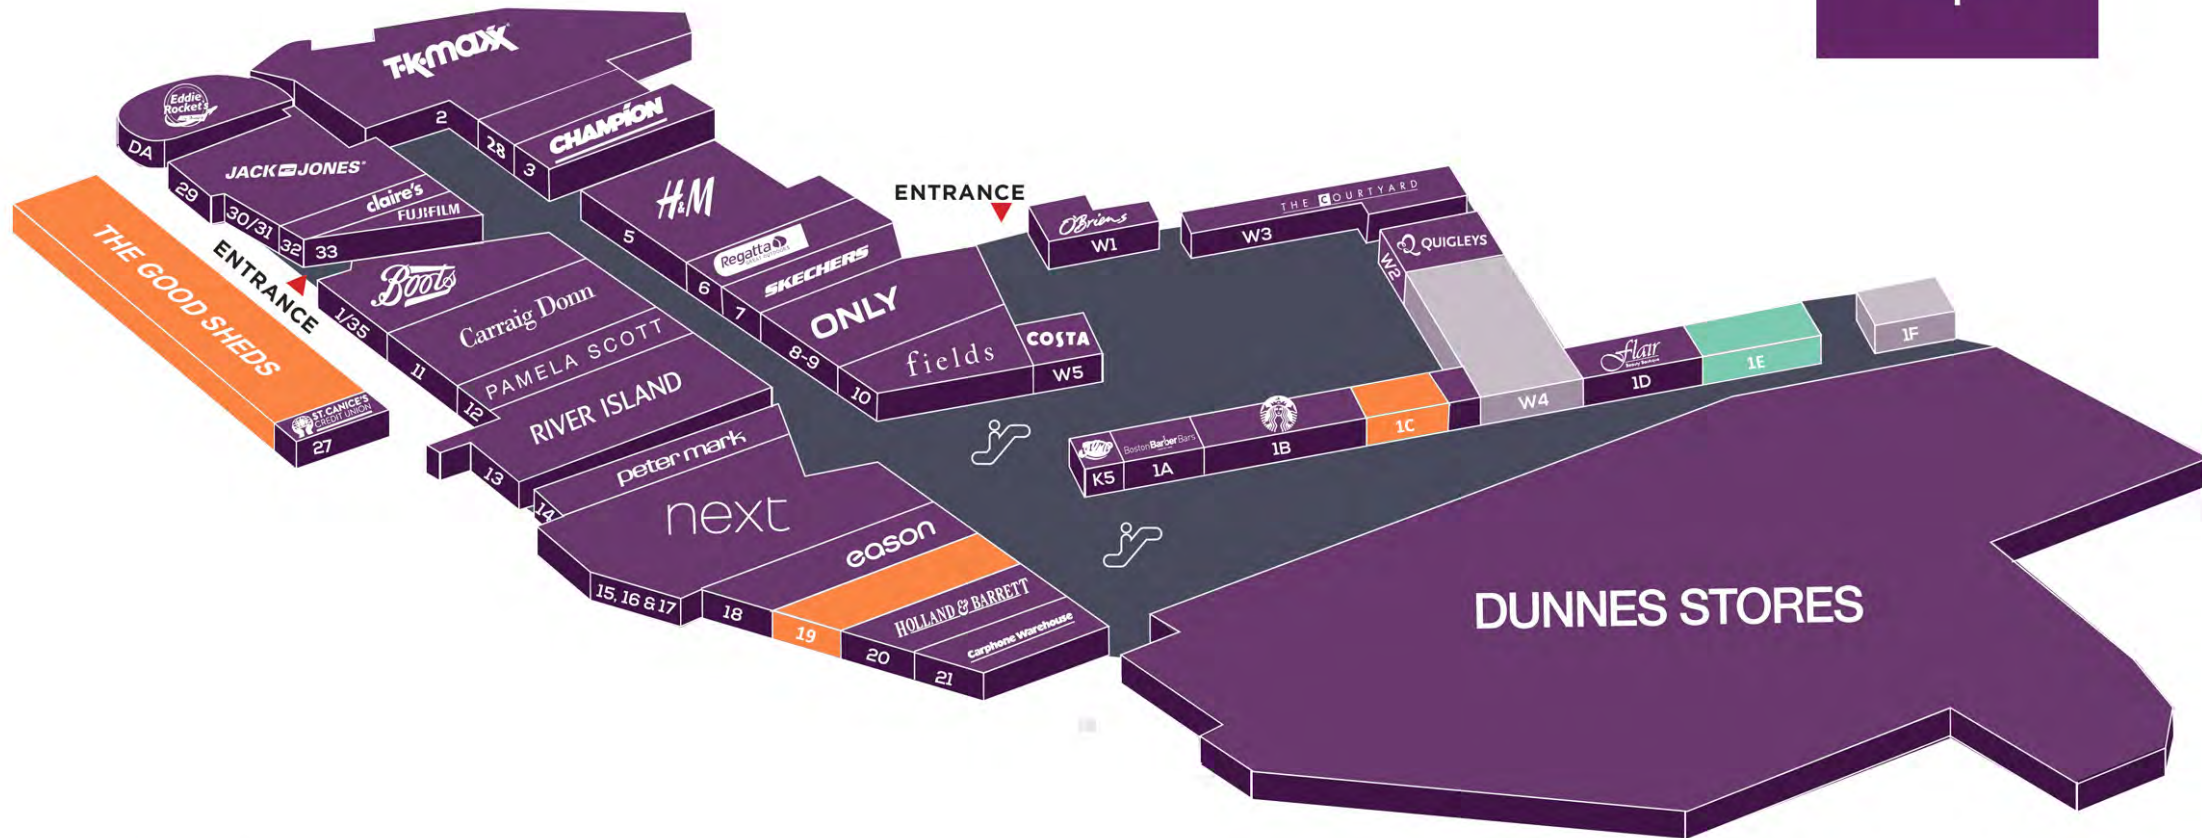 T·K·maxx
Eddie
Rocket's
DA
2
28
3
CHAMPION
JACK JONES
29
30/31
32
33
claire's
FUJIFILM
THE GOOD SHEDS
ENTRANCE
ST. CANICE'S
CREDIT UNION
27
H&M
5
Regatta
6
SKECHERS
7
ONLY
8-9
fields
10
COSTA
W5
ENTRANCE
O'Briens
W1
THE COURTYARD
W3
QUIGLEYS
W2
W4
Boots
1/35
Carraig Donn
11
PAMELA SCOTT
12
RIVER ISLAND
13
peter mark
14
next
15, 16 & 17
eason
18
19
HOLLAND & BARRETT
20
Carphone Warehouse
21
K5
Boston Barber Bars
1A
1B
1C
Flair
1D
1E
1F
DUNNES STORES